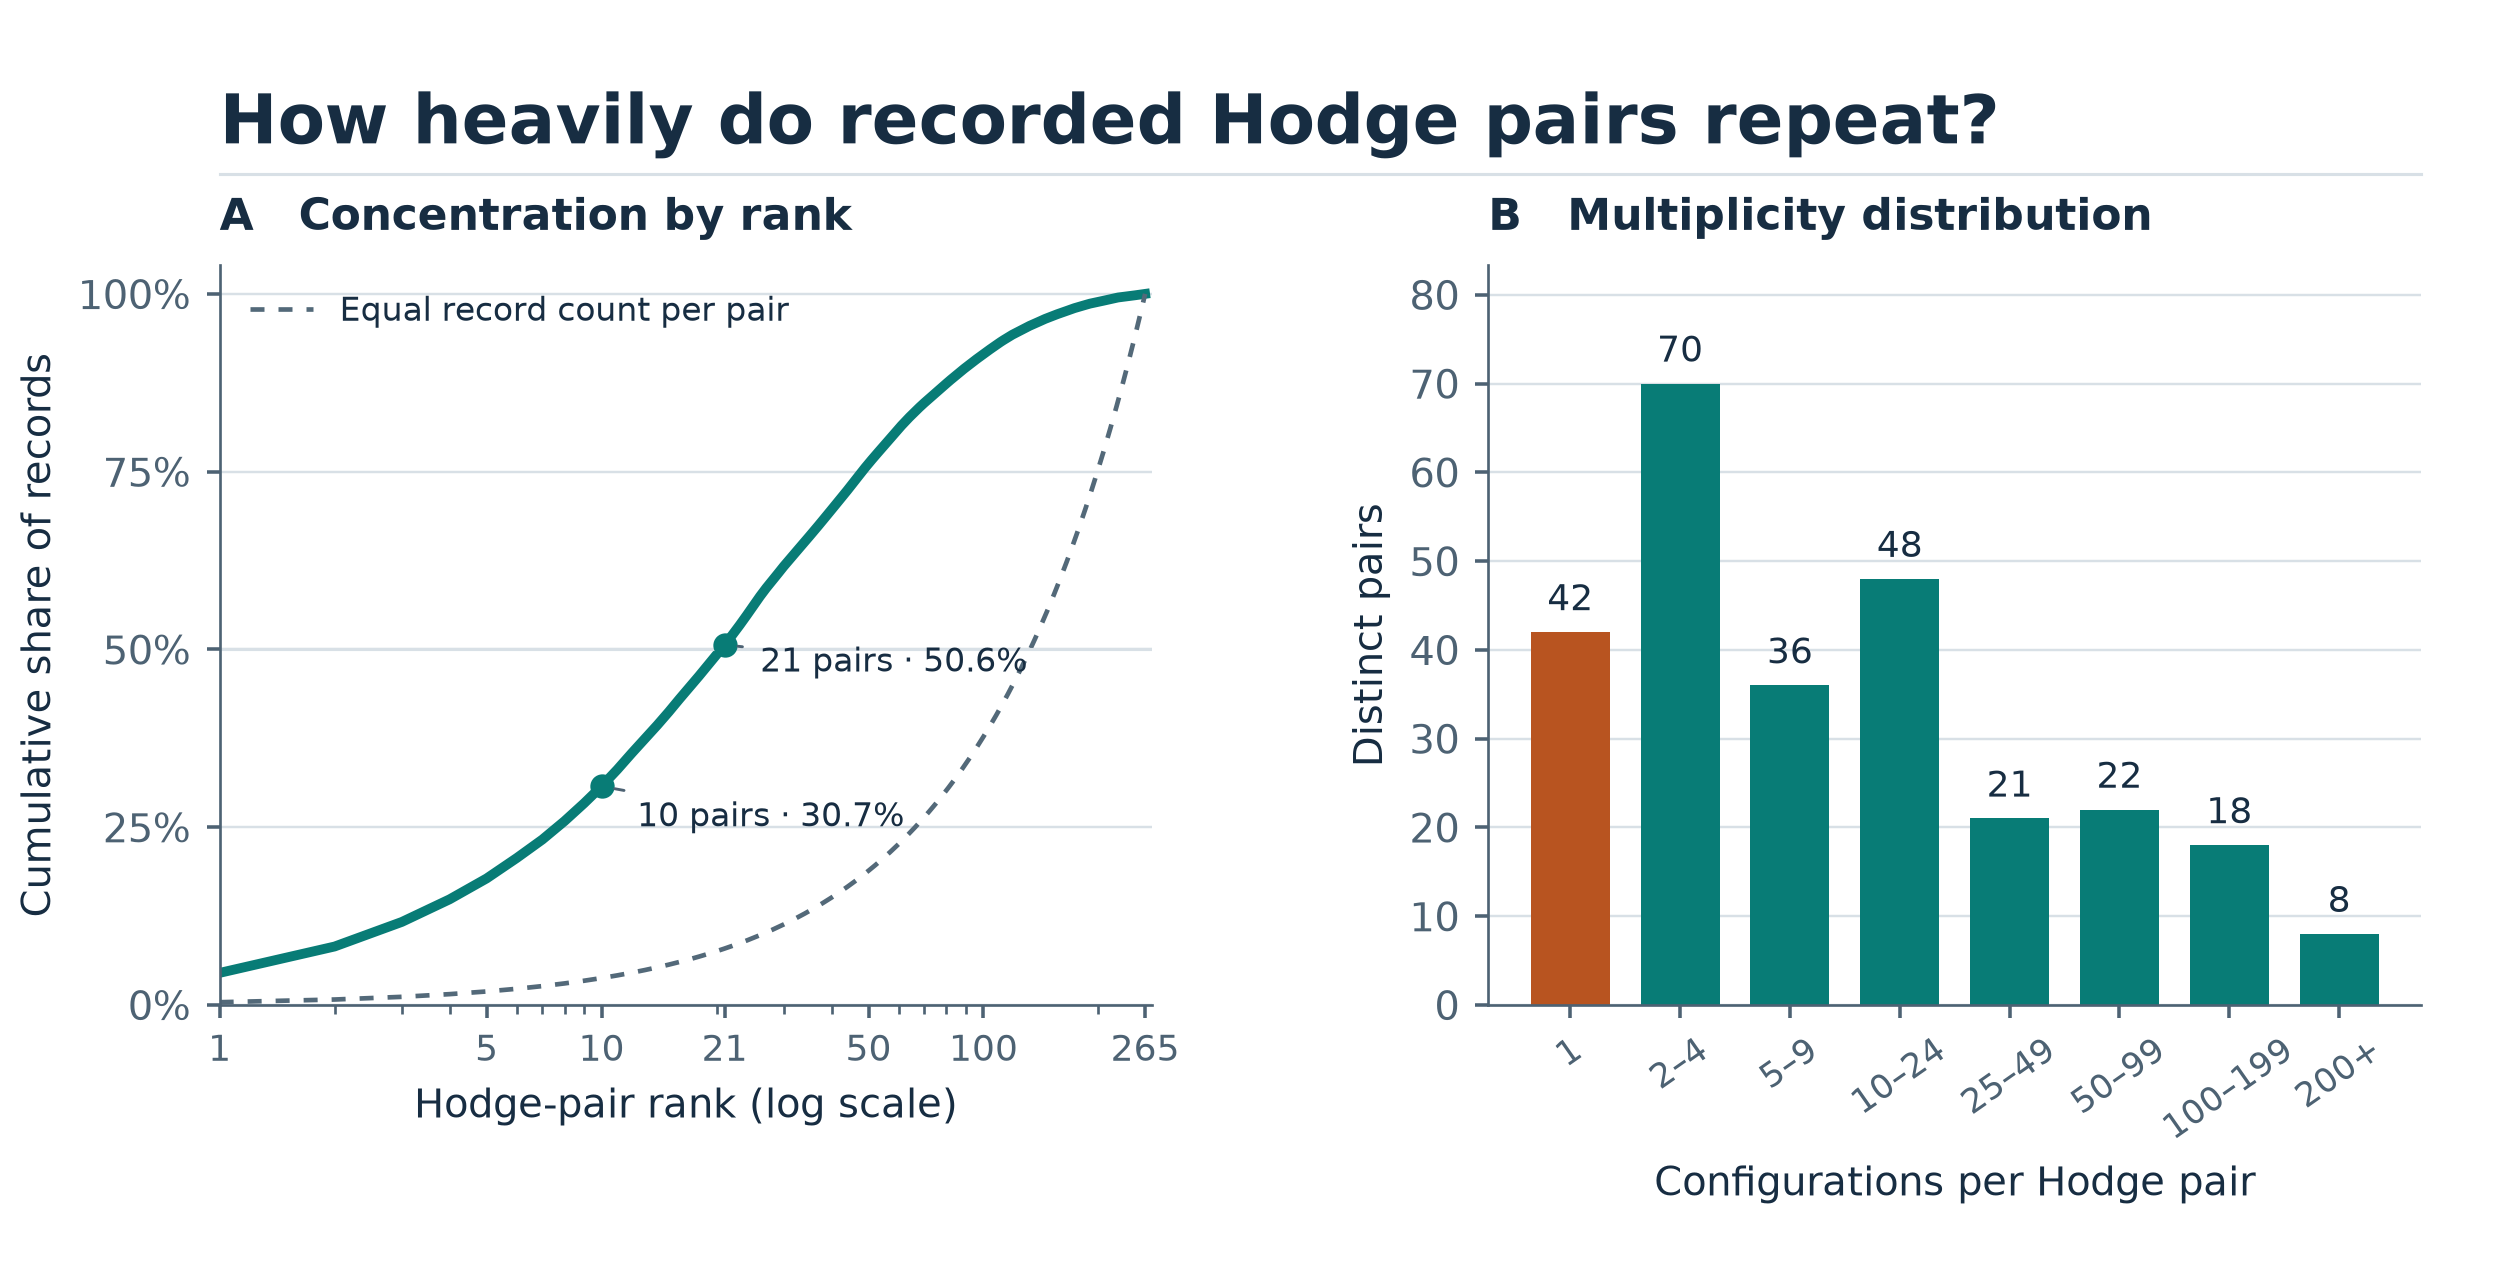 How heavily do recorded Hodge pairs repeat?
A Concentration by rank
Cumulative share of records
100%
75%
50%
25%
0%
Equal record count per pair
21 pairs · 50.6%
10 pairs · 30.7%
1 5 10 21 50 100 265
Hodge-pair rank (log scale)
B Multiplicity distribution
Distinct pairs
80
70
60
50
40
30
20
10
0
42 70 36 48 21 22 18 8
1 2–4 5–9 10–24 25–49 50–99 100–199 200+
Configurations per Hodge pair